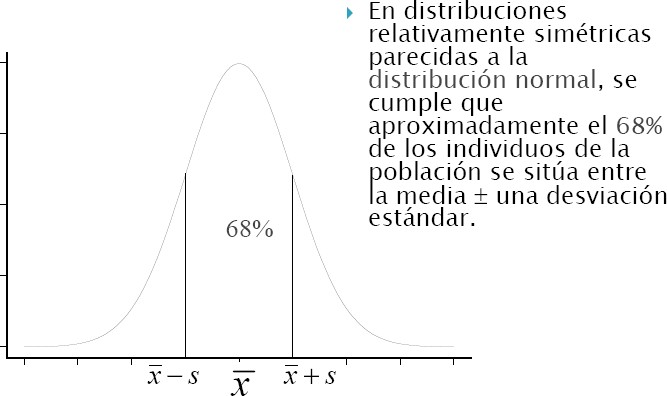 En distribuciones
relativamente simétricas
parecidas a la
distribución normal, se
cumple que
aproximadamente el 68%
de los individuos de la
población se sitúa entre
la media ± una desviación
estándar.
68%
x̅ − s
x̅
x̅ + s